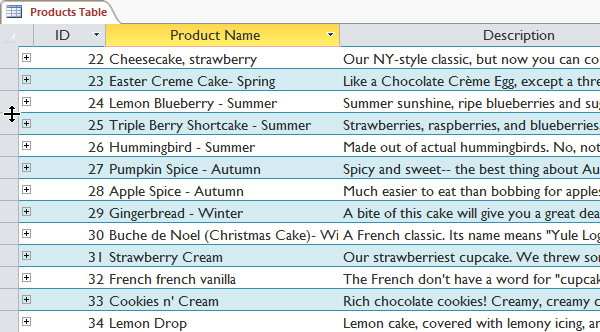 Products Table
ID Product Name Description
22 Cheesecake, strawberry Our NY-style classic, but now you can co
23 Easter Creme Cake- Spring Like a Chocolate Crème Egg, except a thre
24 Lemon Blueberry - Summer Summer sunshine, ripe blueberries and sug
25 Triple Berry Shortcake - Summer Strawberries, raspberries, and blueberries.
26 Hummingbird - Summer Made out of actual hummingbirds. No, not
27 Pumpkin Spice - Autumn Spicy and sweet-- the best thing about Au
28 Apple Spice - Autumn Much easier to eat than bobbing for apples
29 Gingerbread - Winter A bite of this cake will give you a great dea
30 Buche de Noel (Christmas Cake)- Wi A French classic. Its name means "Yule Log
31 Strawberry Cream Our strawberriest cupcake. We threw som
32 French french vanilla The French don't have a word for "cupcak
33 Cookies n' Cream Rich chocolate cookies! Creamy, creamy c
34 Lemon Drop Lemon cake, covered with lemony icing, ar